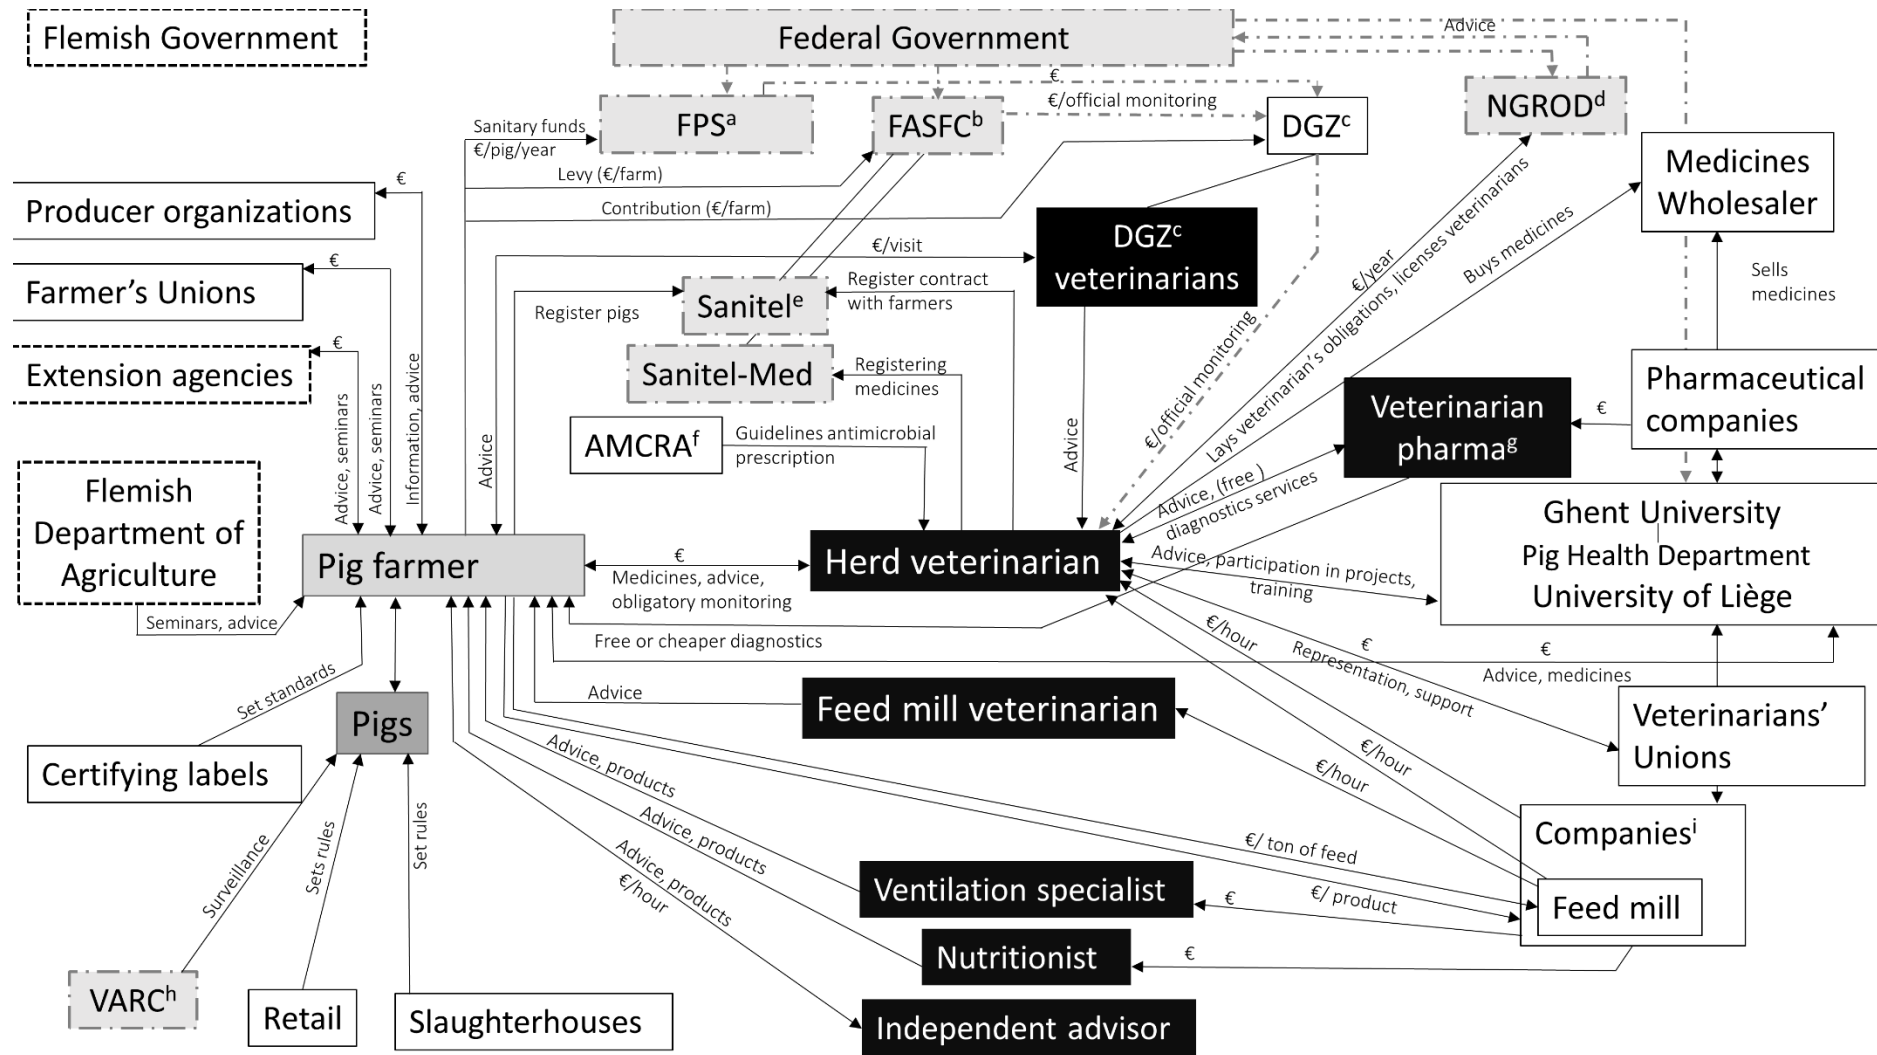 Flemish Government
Federal Government
Advice
€
FPSᵃ
FASFCᵇ
€/official monitoring
DGZᶜ
NGRODᵈ
Sanitary funds
€/pig/year
Medicines
Wholesaler
Levy (€/farm)
€
Producer organizations
Contribution (€/farm)
€/visit
DGZᶜ
veterinarians
€/year
Lays veterinarian's obligations, licenses veterinarians
Buys medicines
Sells
medicines
€
Farmer's Unions
Sanitelᵉ
Register contract
with farmers
Register pigs
€
Extension agencies
Sanitel-Med
Registering
medicines
€/official monitoring
Pharmaceutical
companies
Veterinarian
pharmaᵍ
€
Advice, seminars
Advice, seminars
Information, advice
Advice
AMCRAᶠ
Guidelines antimicrobial
prescription
Advice
Advice, (free )
diagnostics services
Flemish
Department of
Agriculture
Ghent University
Pig Health Department
University of Liège
Pig farmer
€
Medicines, advice,
obligatory monitoring
Herd veterinarian
Advice, participation in projects,
training
Seminars, advice
Free or cheaper diagnostics
€/hour
€
Representation, support
€
Advice, medicines
Set standards
Pigs
Advice
Feed mill veterinarian
Veterinarians'
Unions
Certifying labels
Advice, products
€/hour
€/hour
Surveillance
Sets rules
Set rules
Advice, products
Advice, products
€/hour
€/ ton of feed
€/ product
Companiesⁱ
Feed mill
Ventilation specialist
€
Nutritionist
€
VARCʰ
Retail
Slaughterhouses
Independent advisor